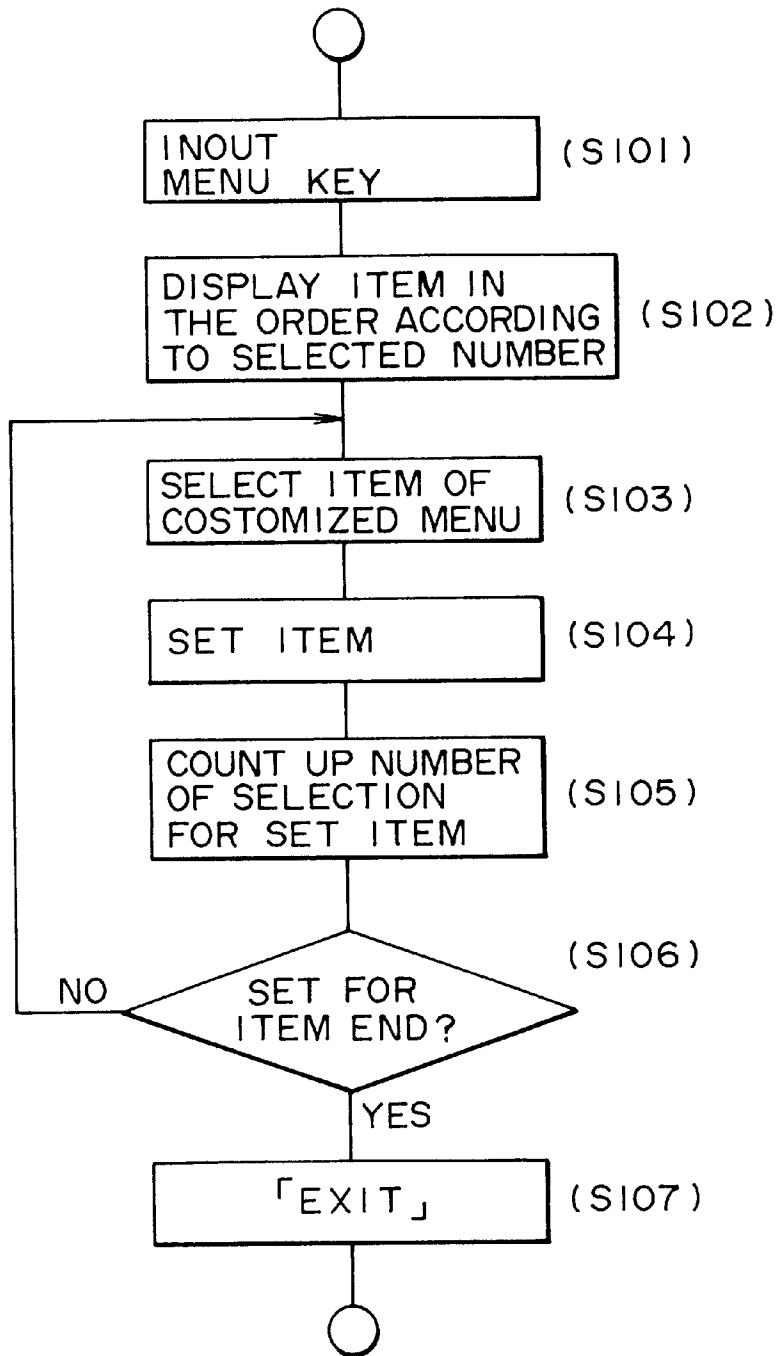 INOUT
MENU KEY
(S101)
DISPLAY ITEM IN
THE ORDER ACCORDING
TO SELECTED NUMBER
(S102)
SELECT ITEM OF
COSTOMIZED MENU
(S103)
SET ITEM
(S104)
COUNT UP NUMBER
OF SELECTION
FOR SET ITEM
(S105)
(S106)
SET FOR
ITEM END?
NO
YES
「EXIT」
(S107)